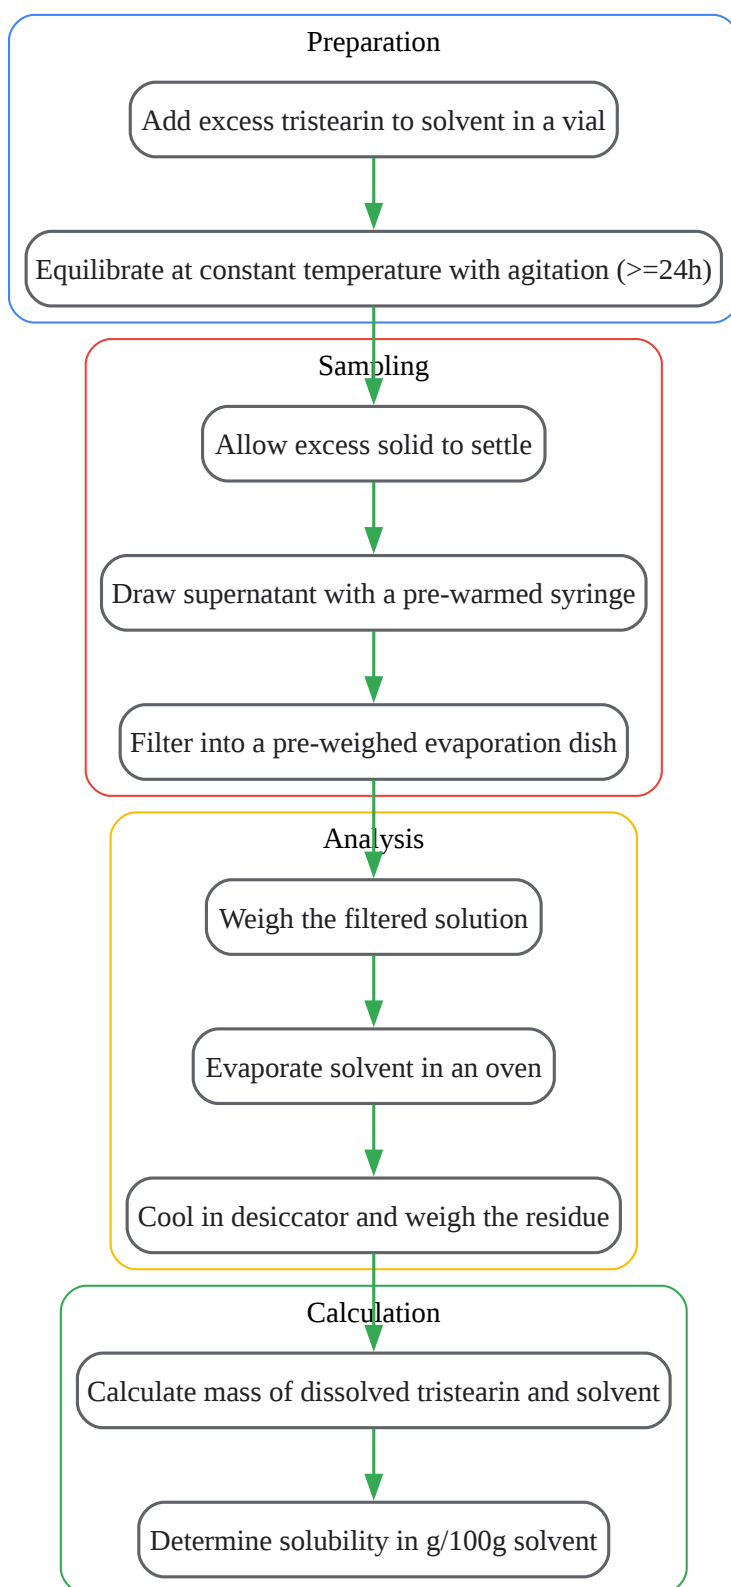 Preparation
Add excess tristearin to solvent in a vial
Equilibrate at constant temperature with agitation (>=24h)
Sampling
Allow excess solid to settle
Draw supernatant with a pre-warmed syringe
Filter into a pre-weighed evaporation dish
Analysis
Weigh the filtered solution
Evaporate solvent in an oven
Cool in desiccator and weigh the residue
Calculation
Calculate mass of dissolved tristearin and solvent
Determine solubility in g/100g solvent